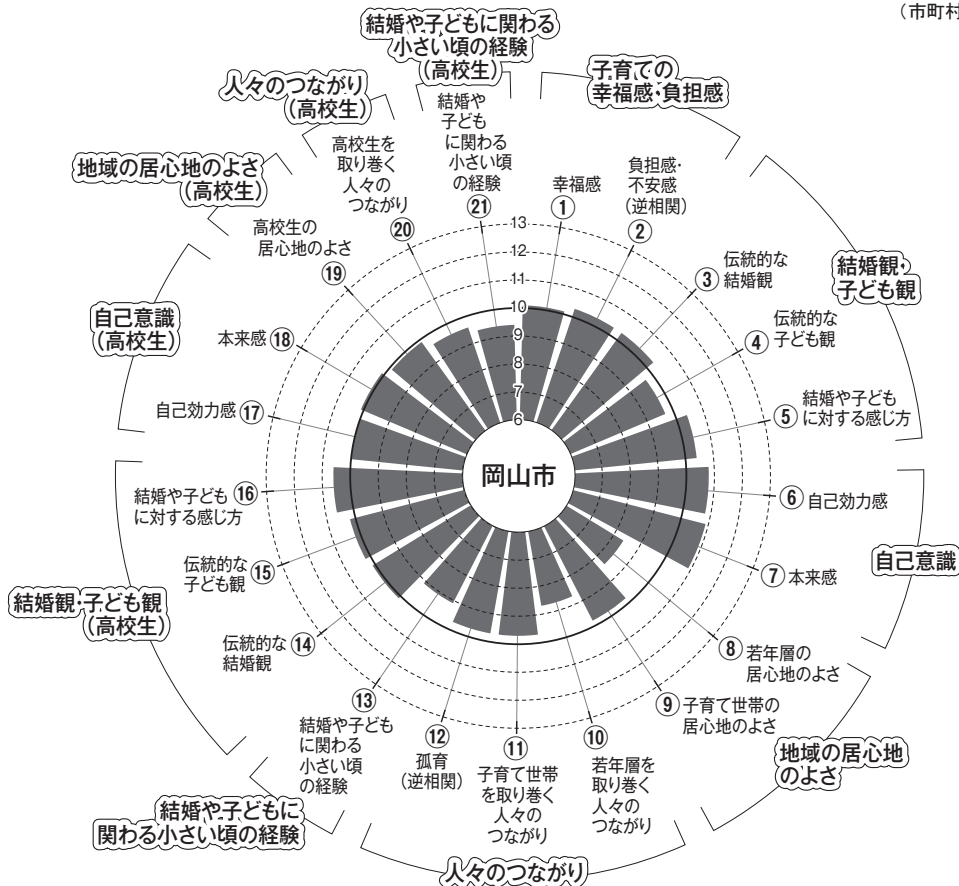 (市町村
結婚や子どもに関わる
小さい頃の経験
(高校生)
子育ての
幸福感・負担感
人々のつながり
(高校生)
地域の居心地のよさ
(高校生)
自己意識
(高校生)
結婚観・
子ども観
自己意識
地域の居心地
のよさ
人々のつながり
結婚や子どもに
関わる小さい頃の経験
結婚観・子ども観
(高校生)
幸福感
①
負担感・
不安感
(逆相関)
②
③ 伝統的な
結婚観
④ 伝統的な
子ども観
⑤ 結婚や子ども
に対する感じ方
⑥ 自己効力感
⑦ 本来感
⑧ 若年層の
居心地のよさ
⑨ 子育て世帯の
居心地のよさ
⑩
若年層を
取り巻く
人々の
つながり
⑪
子育て世帯
を取り巻く
人々の
つながり
⑫
孤育
(逆相関)
⑬
結婚や子ども
に関わる
小さい頃
の経験
⑭
伝統的な
結婚観
伝統的な ⑮
子ども観
結婚や子ども ⑯
に対する感じ方
自己効力感 ⑰
本来感 ⑱
高校生の
居心地のよさ
⑲
高校生を
取り巻く
人々の
つながり
⑳
結婚や
子ども
に関わる
小さい頃
の経験
㉑
13
12
11
10
9
8
7
6
岡山市